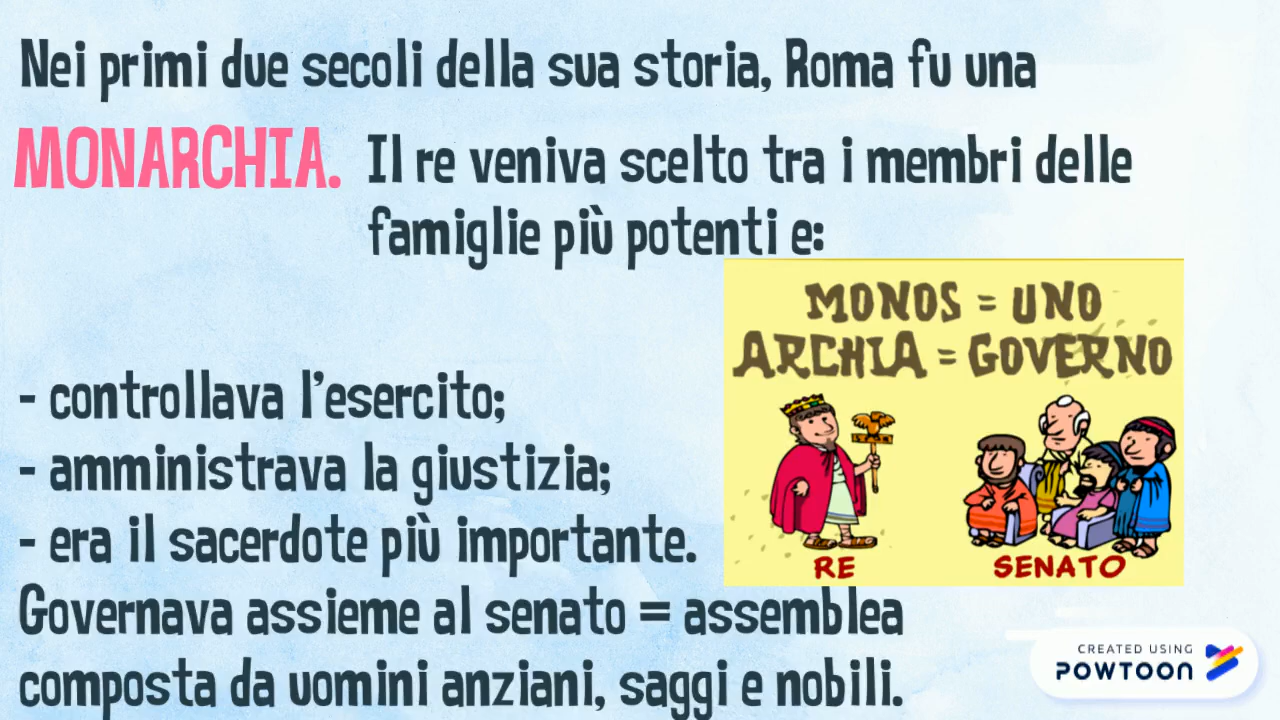 Nei primi due secoli della sua storia, Roma fu una
MONARCHIA. Il re veniva scelto tra i membri delle
famiglie più potenti e:
MONOS = UNO
ARCHIA = GOVERNO
RE
SENATO
- controllava l'esercito;
- amministrava la giustizia;
- era il sacerdote più importante.
Governava assieme al senato = assemblea
composta da uomini anziani, saggi e nobili.
CREATED USING
POWTOON